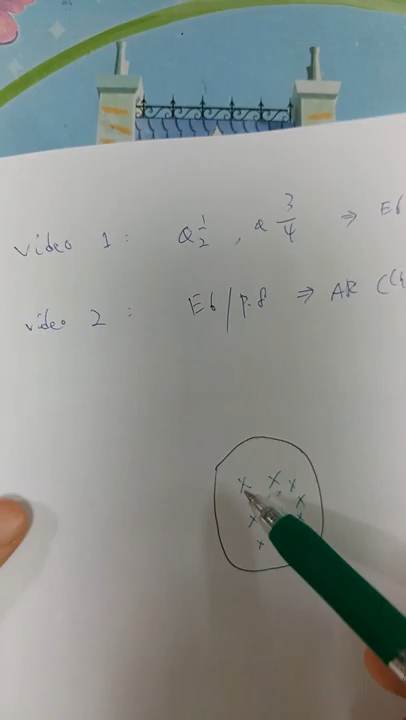 Video 1: Q 1/2, Q 3/4 ⇒ E6
video 2: E6/P.8 ⇒ AR
x x x
x
x x
x